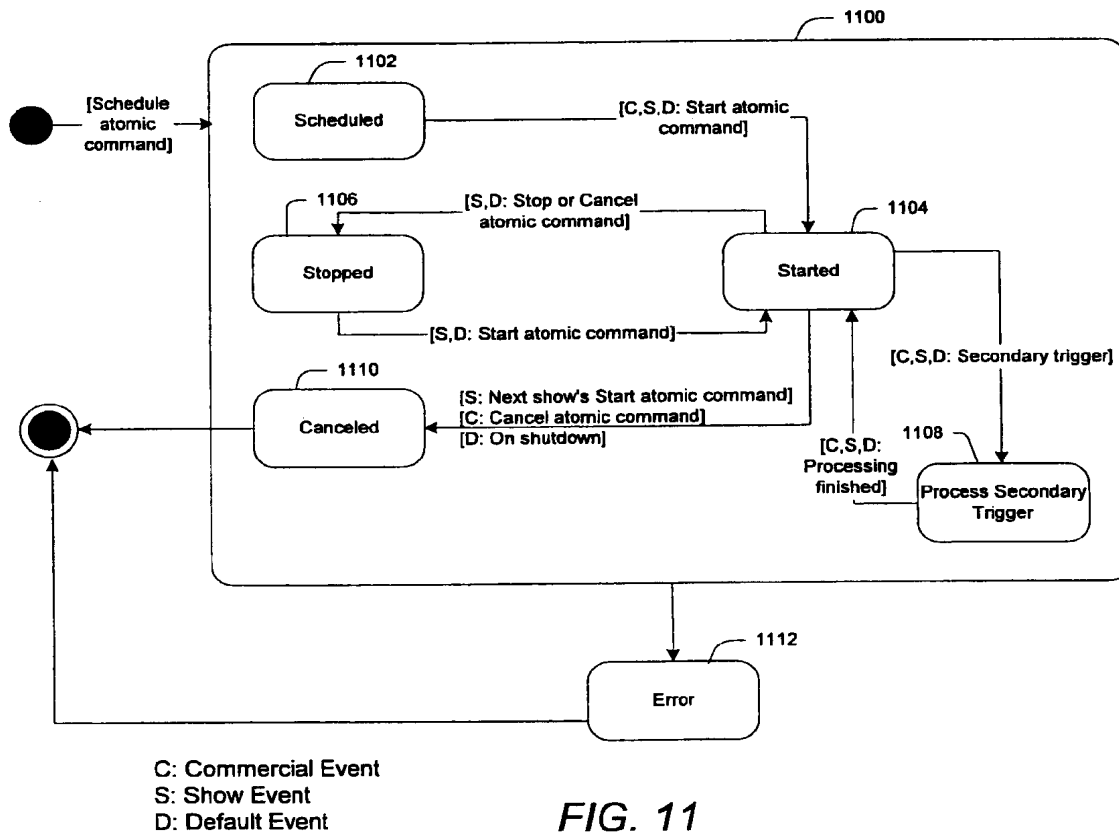 1100
1102
[Schedule
atomic
command]
Scheduled
[C,S,D: Start atomic
command]
1106
[S,D: Stop or Cancel
atomic command]
1104
Stopped
Started
[S,D: Start atomic command]
[C,S,D: Secondary trigger]
1110
[S: Next show's Start atomic command]
[C: Cancel atomic command]
[D: On shutdown]
Canceled
[C,S,D:
Processing
finished]
1108
Process Secondary
Trigger
1112
Error
C: Commercial Event
S: Show Event
D: Default Event
FIG. 11